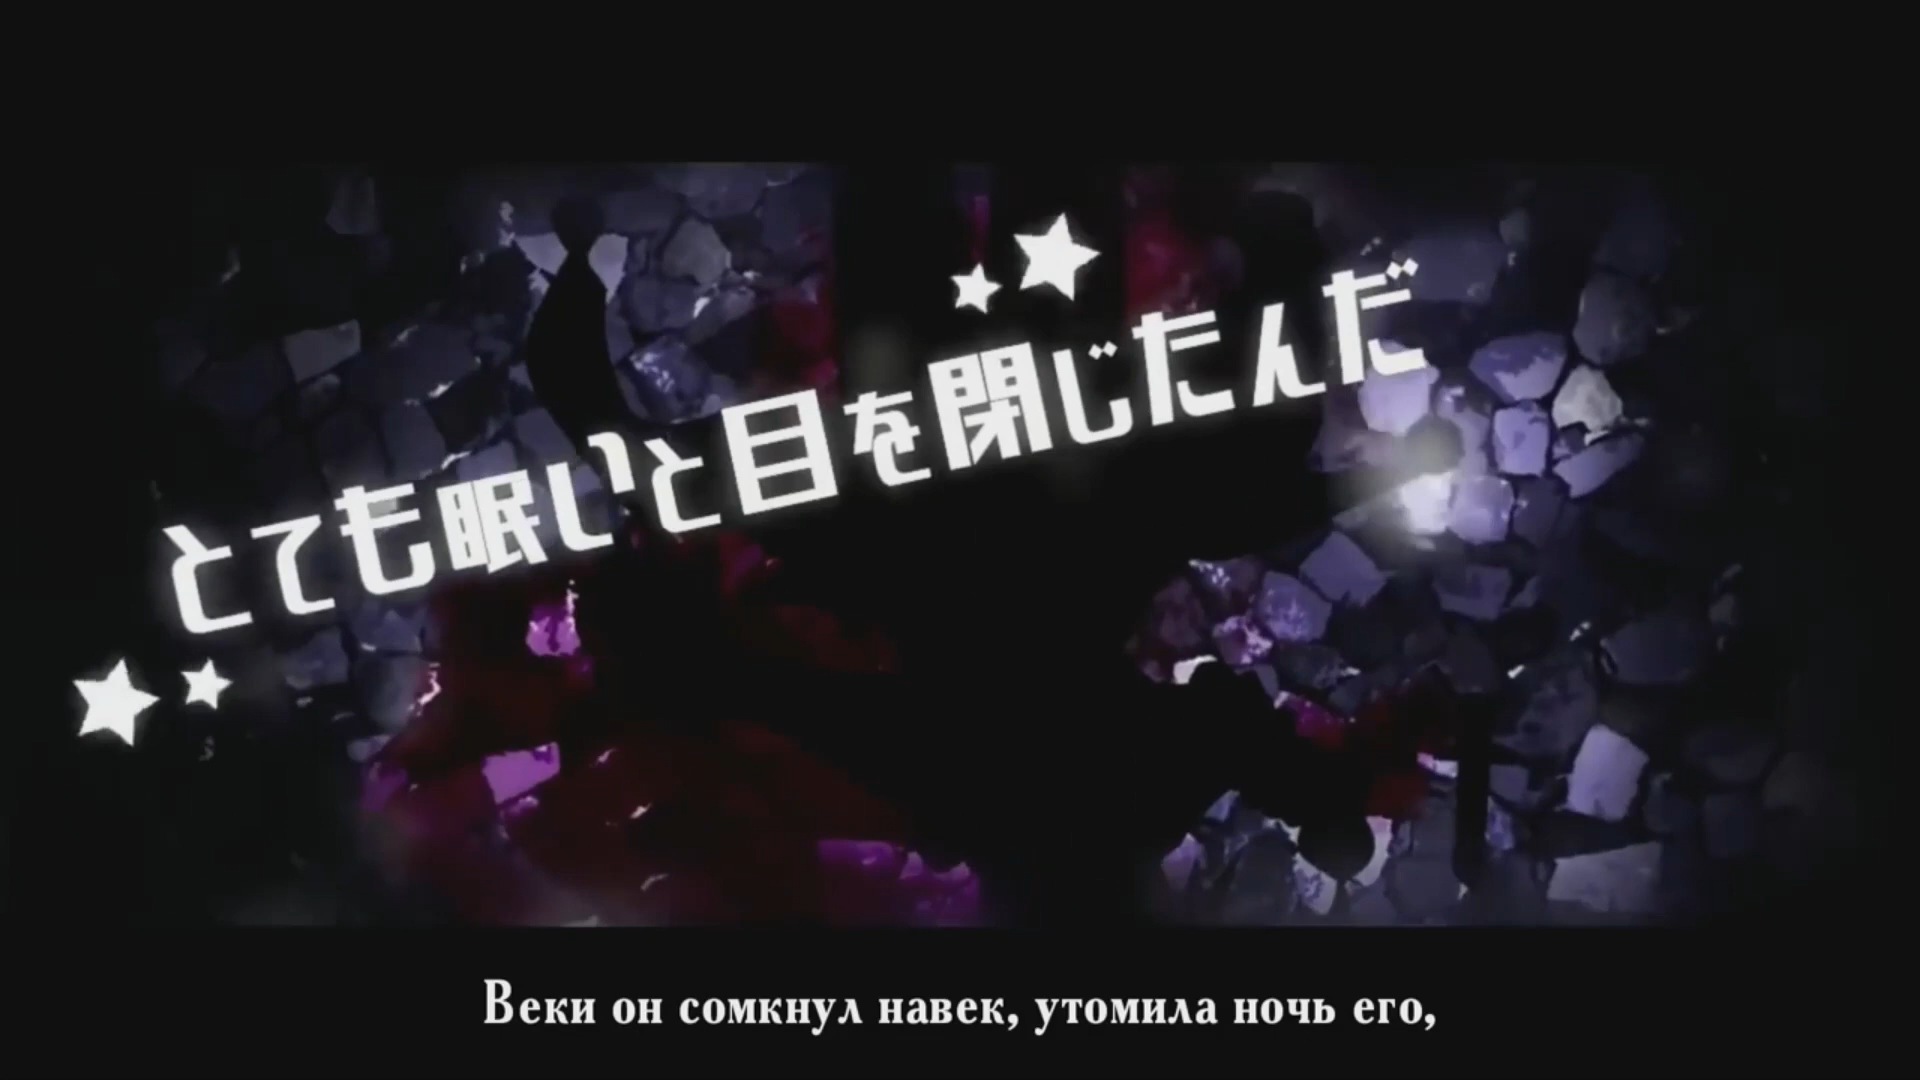 とても眠いと目を閉じたんだ
Веки он сомкнул навек, утомила ночь его,